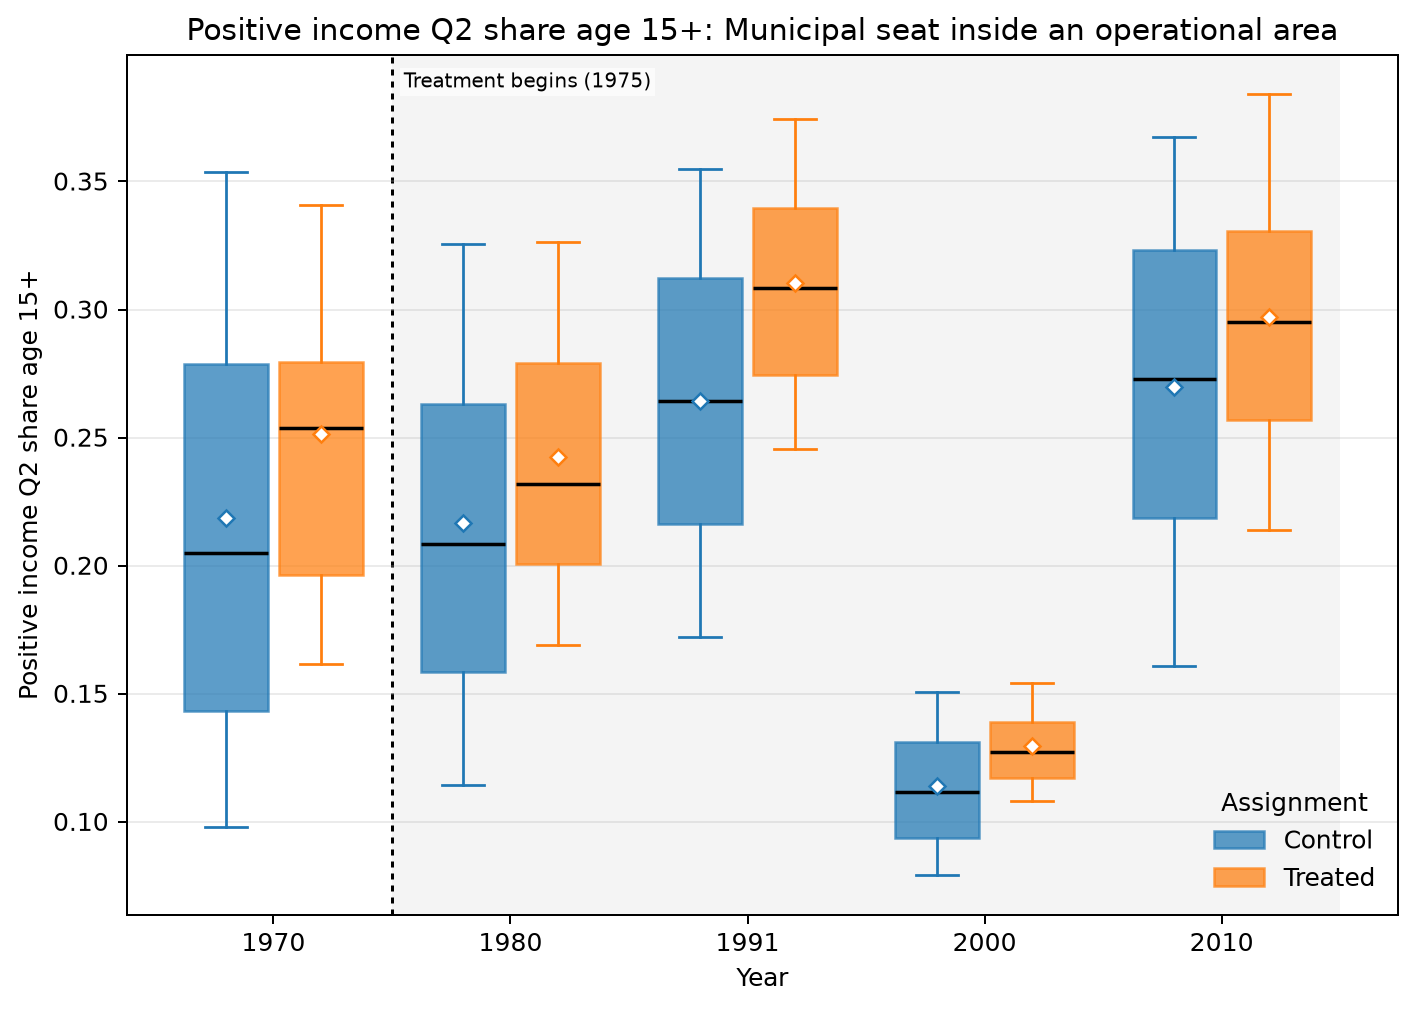 Positive income Q2 share age 15+: Municipal seat inside an operational area
Treatment begins (1975)
Positive income Q2 share age 15+
0.35
0.30
0.25
0.20
0.15
0.10
Assignment
Control
Treated
1970
1980
1991
2000
2010
Year